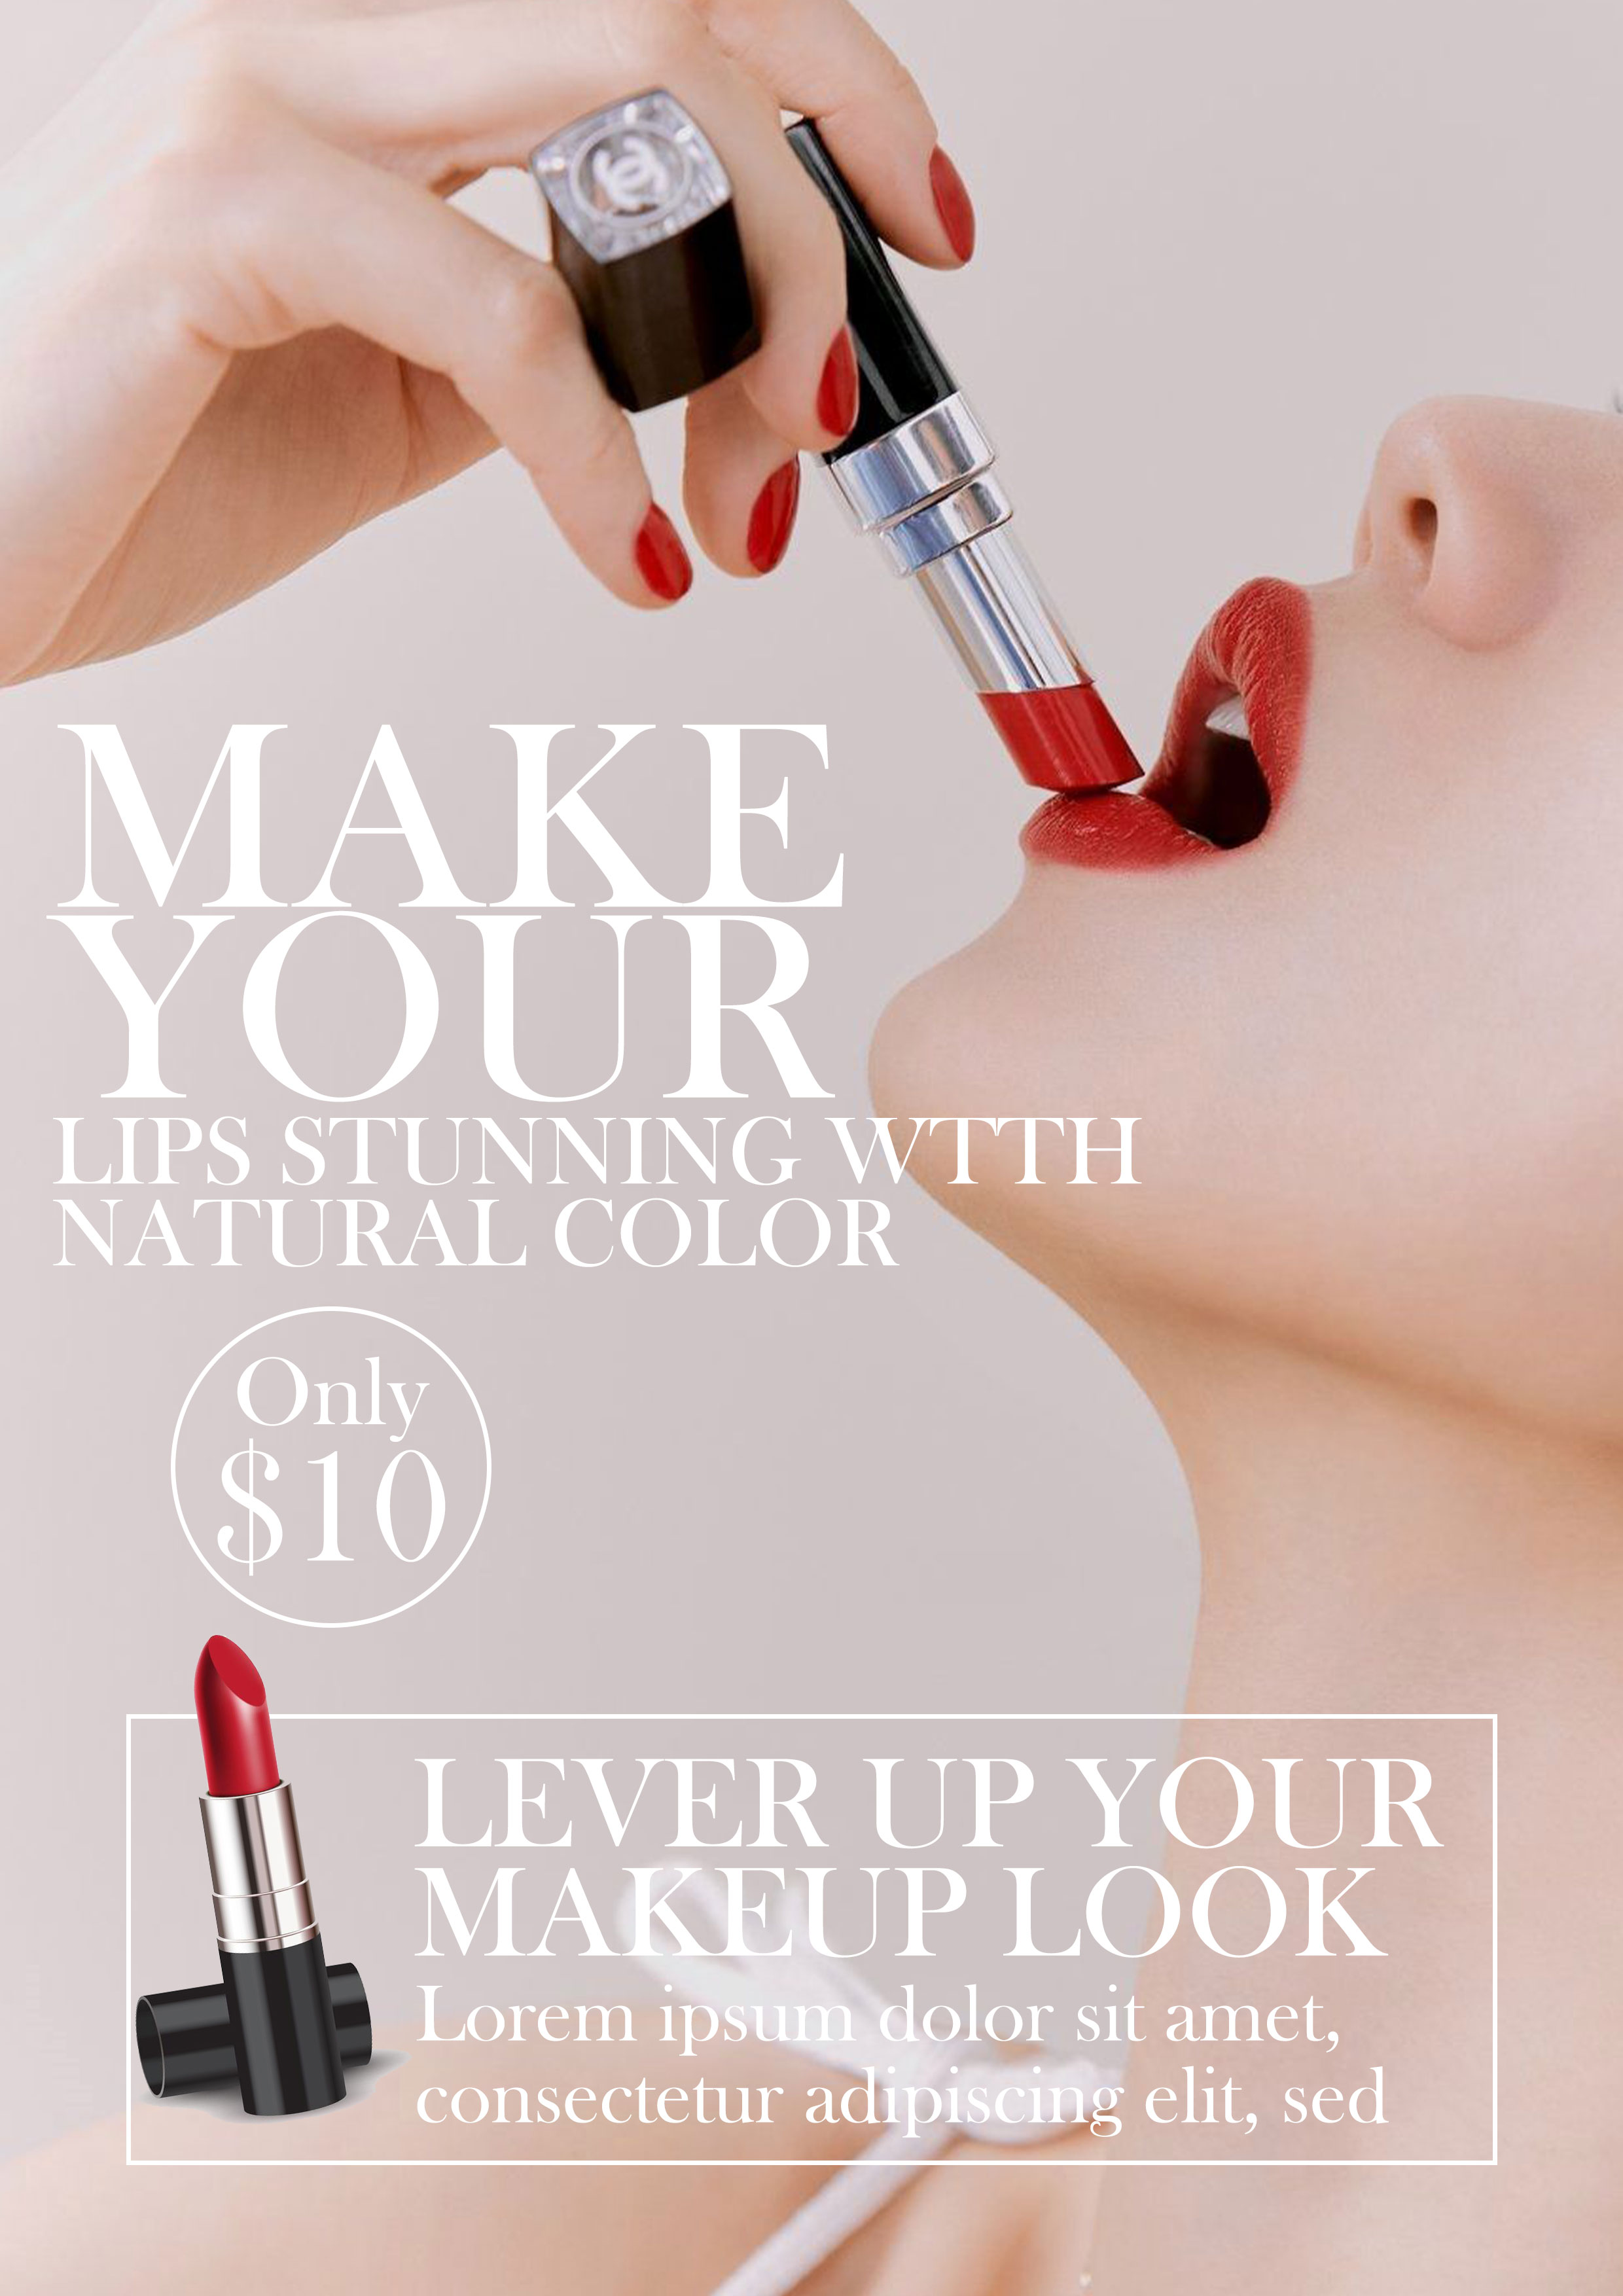 MAKE
YOUR
LIPS STUNNING WTTH
NATURAL COLOR
Only
$10
LEVER UP YOUR
MAKEUP LOOK
Lorem ipsum dolor sit amet,
consectetur adipiscing elit, sed